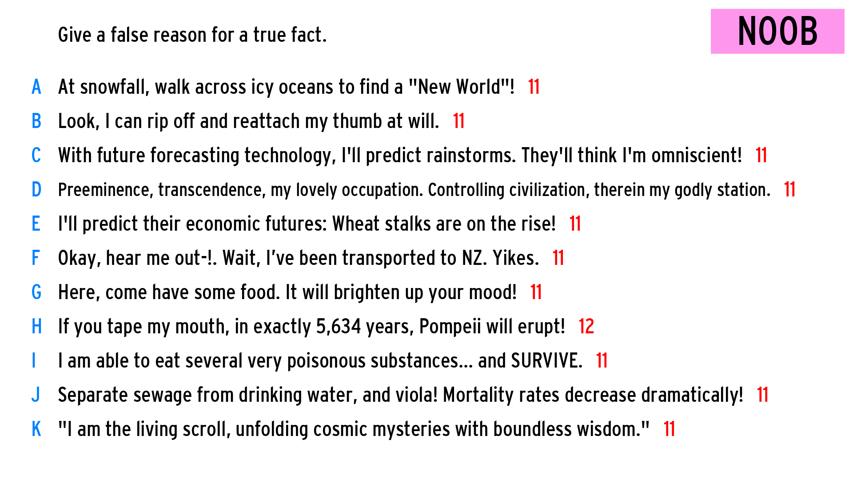 Give a false reason for a true fact.
NOOB
A At snowfall, walk across icy oceans to find a "New World"! 11
B Look, I can rip off and reattach my thumb at will. 11
C With future forecasting technology, I'll predict rainstorms. They'll think I'm omniscient! 11
D Preeminence, transcendence, my lovely occupation. Controlling civilization, therein my godly station. 11
E I'll predict their economic futures: Wheat stalks are on the rise! 11
F Okay, hear me out-!. Wait, I've been transported to NZ. Yikes. 11
G Here, come have some food. It will brighten up your mood! 11
H If you tape my mouth, in exactly 5,634 years, Pompeii will erupt! 12
I I am able to eat several very poisonous substances... and SURVIVE. 11
J Separate sewage from drinking water, and viola! Mortality rates decrease dramatically! 11
K "I am the living scroll, unfolding cosmic mysteries with boundless wisdom." 11